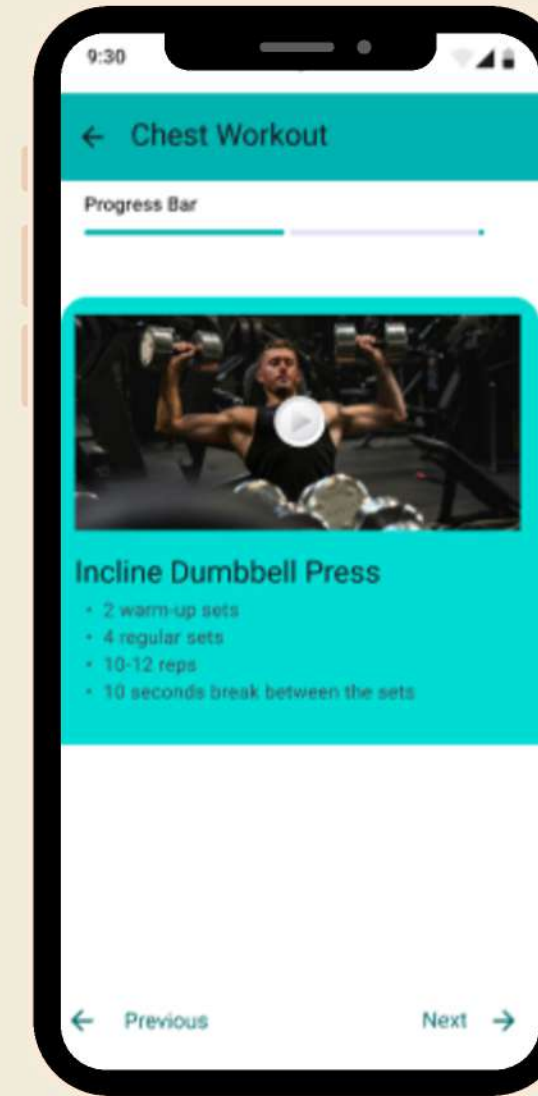 9:30
← Chest Workout
Progress Bar
Incline Dumbbell Press
• 2 warm-up sets
• 4 regular sets
• 10-12 reps
• 10 seconds break between the sets
← Previous Next →